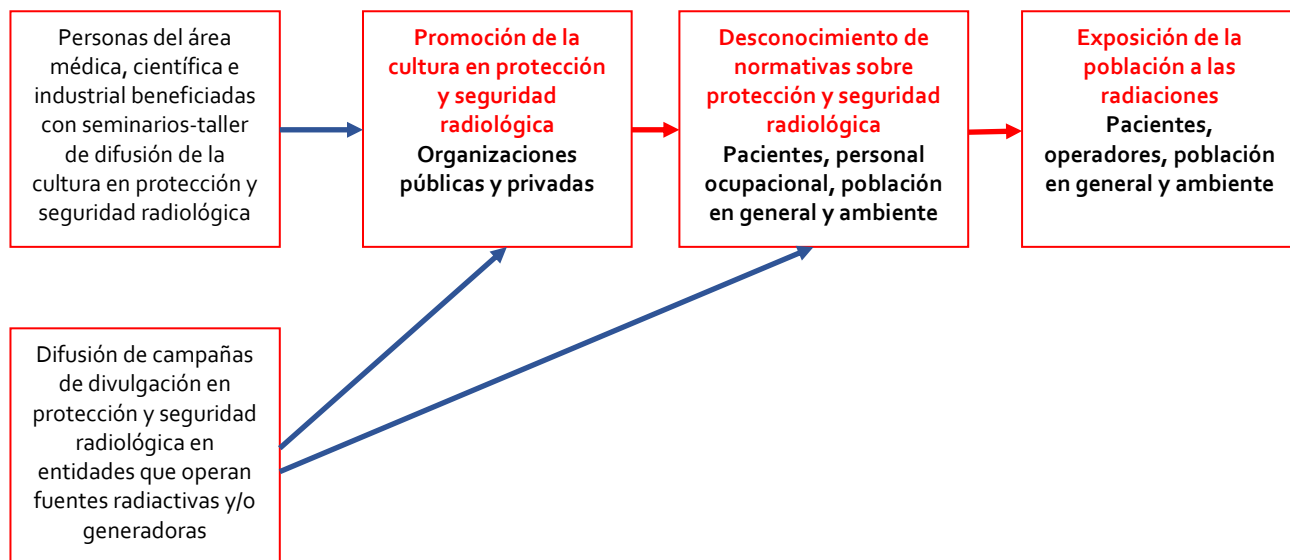 Personas del área
médica, científica e
industrial beneficiadas
con seminarios-taller
de difusión de la
cultura en protección y
seguridad radiológica
Promoción de la
cultura en protección
y seguridad
radiológica
Organizaciones
públicas y privadas
Desconocimiento de
normativas sobre
protección y seguridad
radiológica
Pacientes, personal
ocupacional, población
en general y ambiente
Exposición de la
población a las
radiaciones
Pacientes,
operadores, población
en general y ambiente
Difusión de campañas
de divulgación en
protección y seguridad
radiológica en
entidades que operan
fuentes radiactivas y/o
generadoras